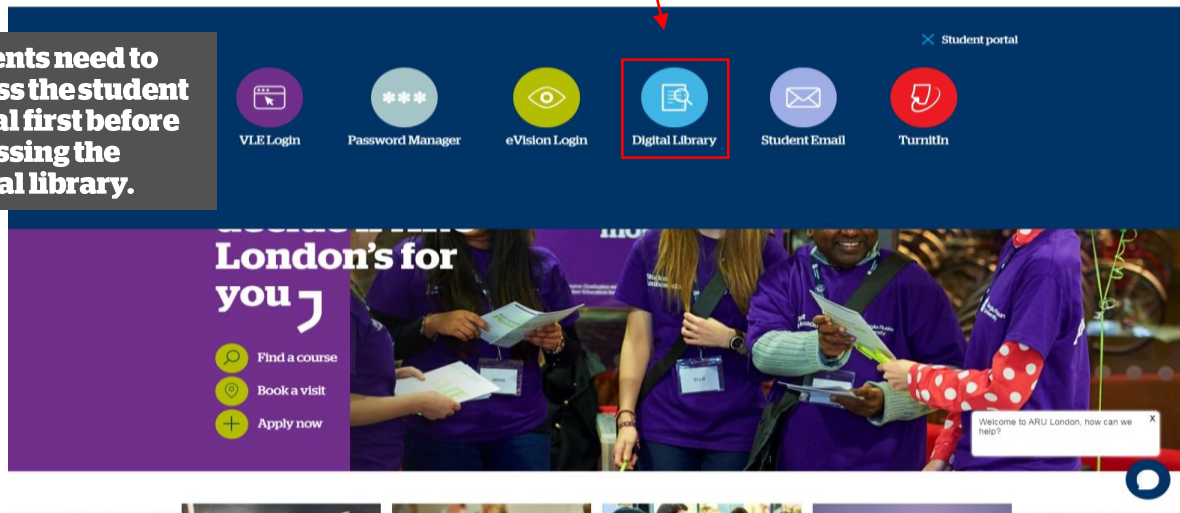 Student portal
ents need to
ss the student
al first before
ssing the
al library.
VLE Login
Password Manager
eVision Login
Digital Library
Student Email
TurnitIn
London's for
you
Find a course
Book a visit
Apply now
ELLIE
Welcome to ARU London, how can we
help?
X